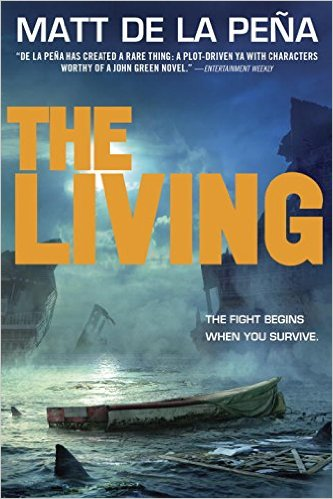 MATT DE LA PEÑA
"DE LA PEÑA HAS CREATED A RARE THING: A PLOT-DRIVEN YA WITH CHARACTERS
WORTHY OF A JOHN GREEN NOVEL." —ENTERTAINMENT WEEKLY
THE
LIVING
THE FIGHT BEGINS
WHEN YOU SURVIVE.